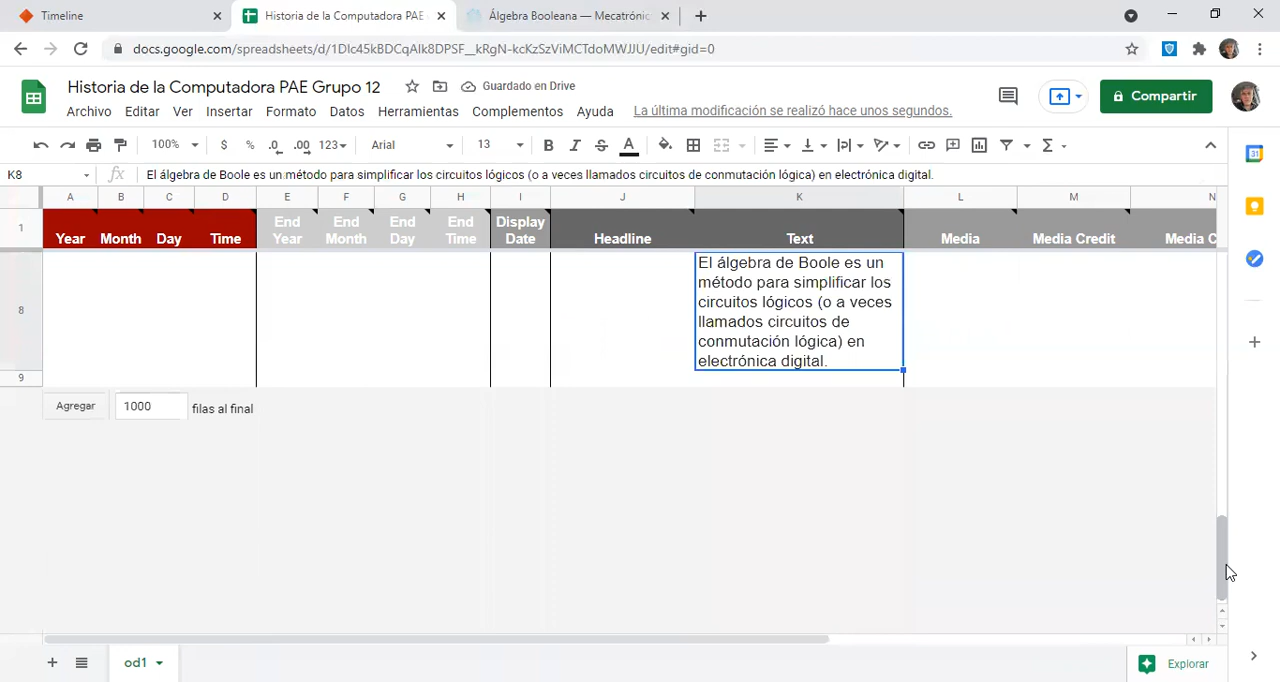 Timeline
Historia de la Computadora PAE
Álgebra Booleana — Mecatrónic
docs.google.com/spreadsheets/d/
/edit#gid=0
Historia de la Computadora PAE Grupo 12
Guardado en Drive
Archivo Editar Ver Insertar Formato Datos Herramientas Complementos Ayuda
La última modificación se realizó hace unos segundos.
Compartir
100% $ % .0 .00 123 Arial 13 B I S A
K8 fx El álgebra de Boole es un método para simplificar los circuitos lógicos (o a veces llamados circuitos de conmutación lógica) en electrónica digital.
A B C D E F G H I J K L M N
1 Year Month Day Time End Year End Month End Day End Time Display Date Headline Text Media Media Credit Media C
8
El álgebra de Boole es un
método para simplificar los
circuitos lógicos (o a veces
llamados circuitos de
conmutación lógica) en
electrónica digital.
9
Agregar 1000 filas al final
od1
Explorar